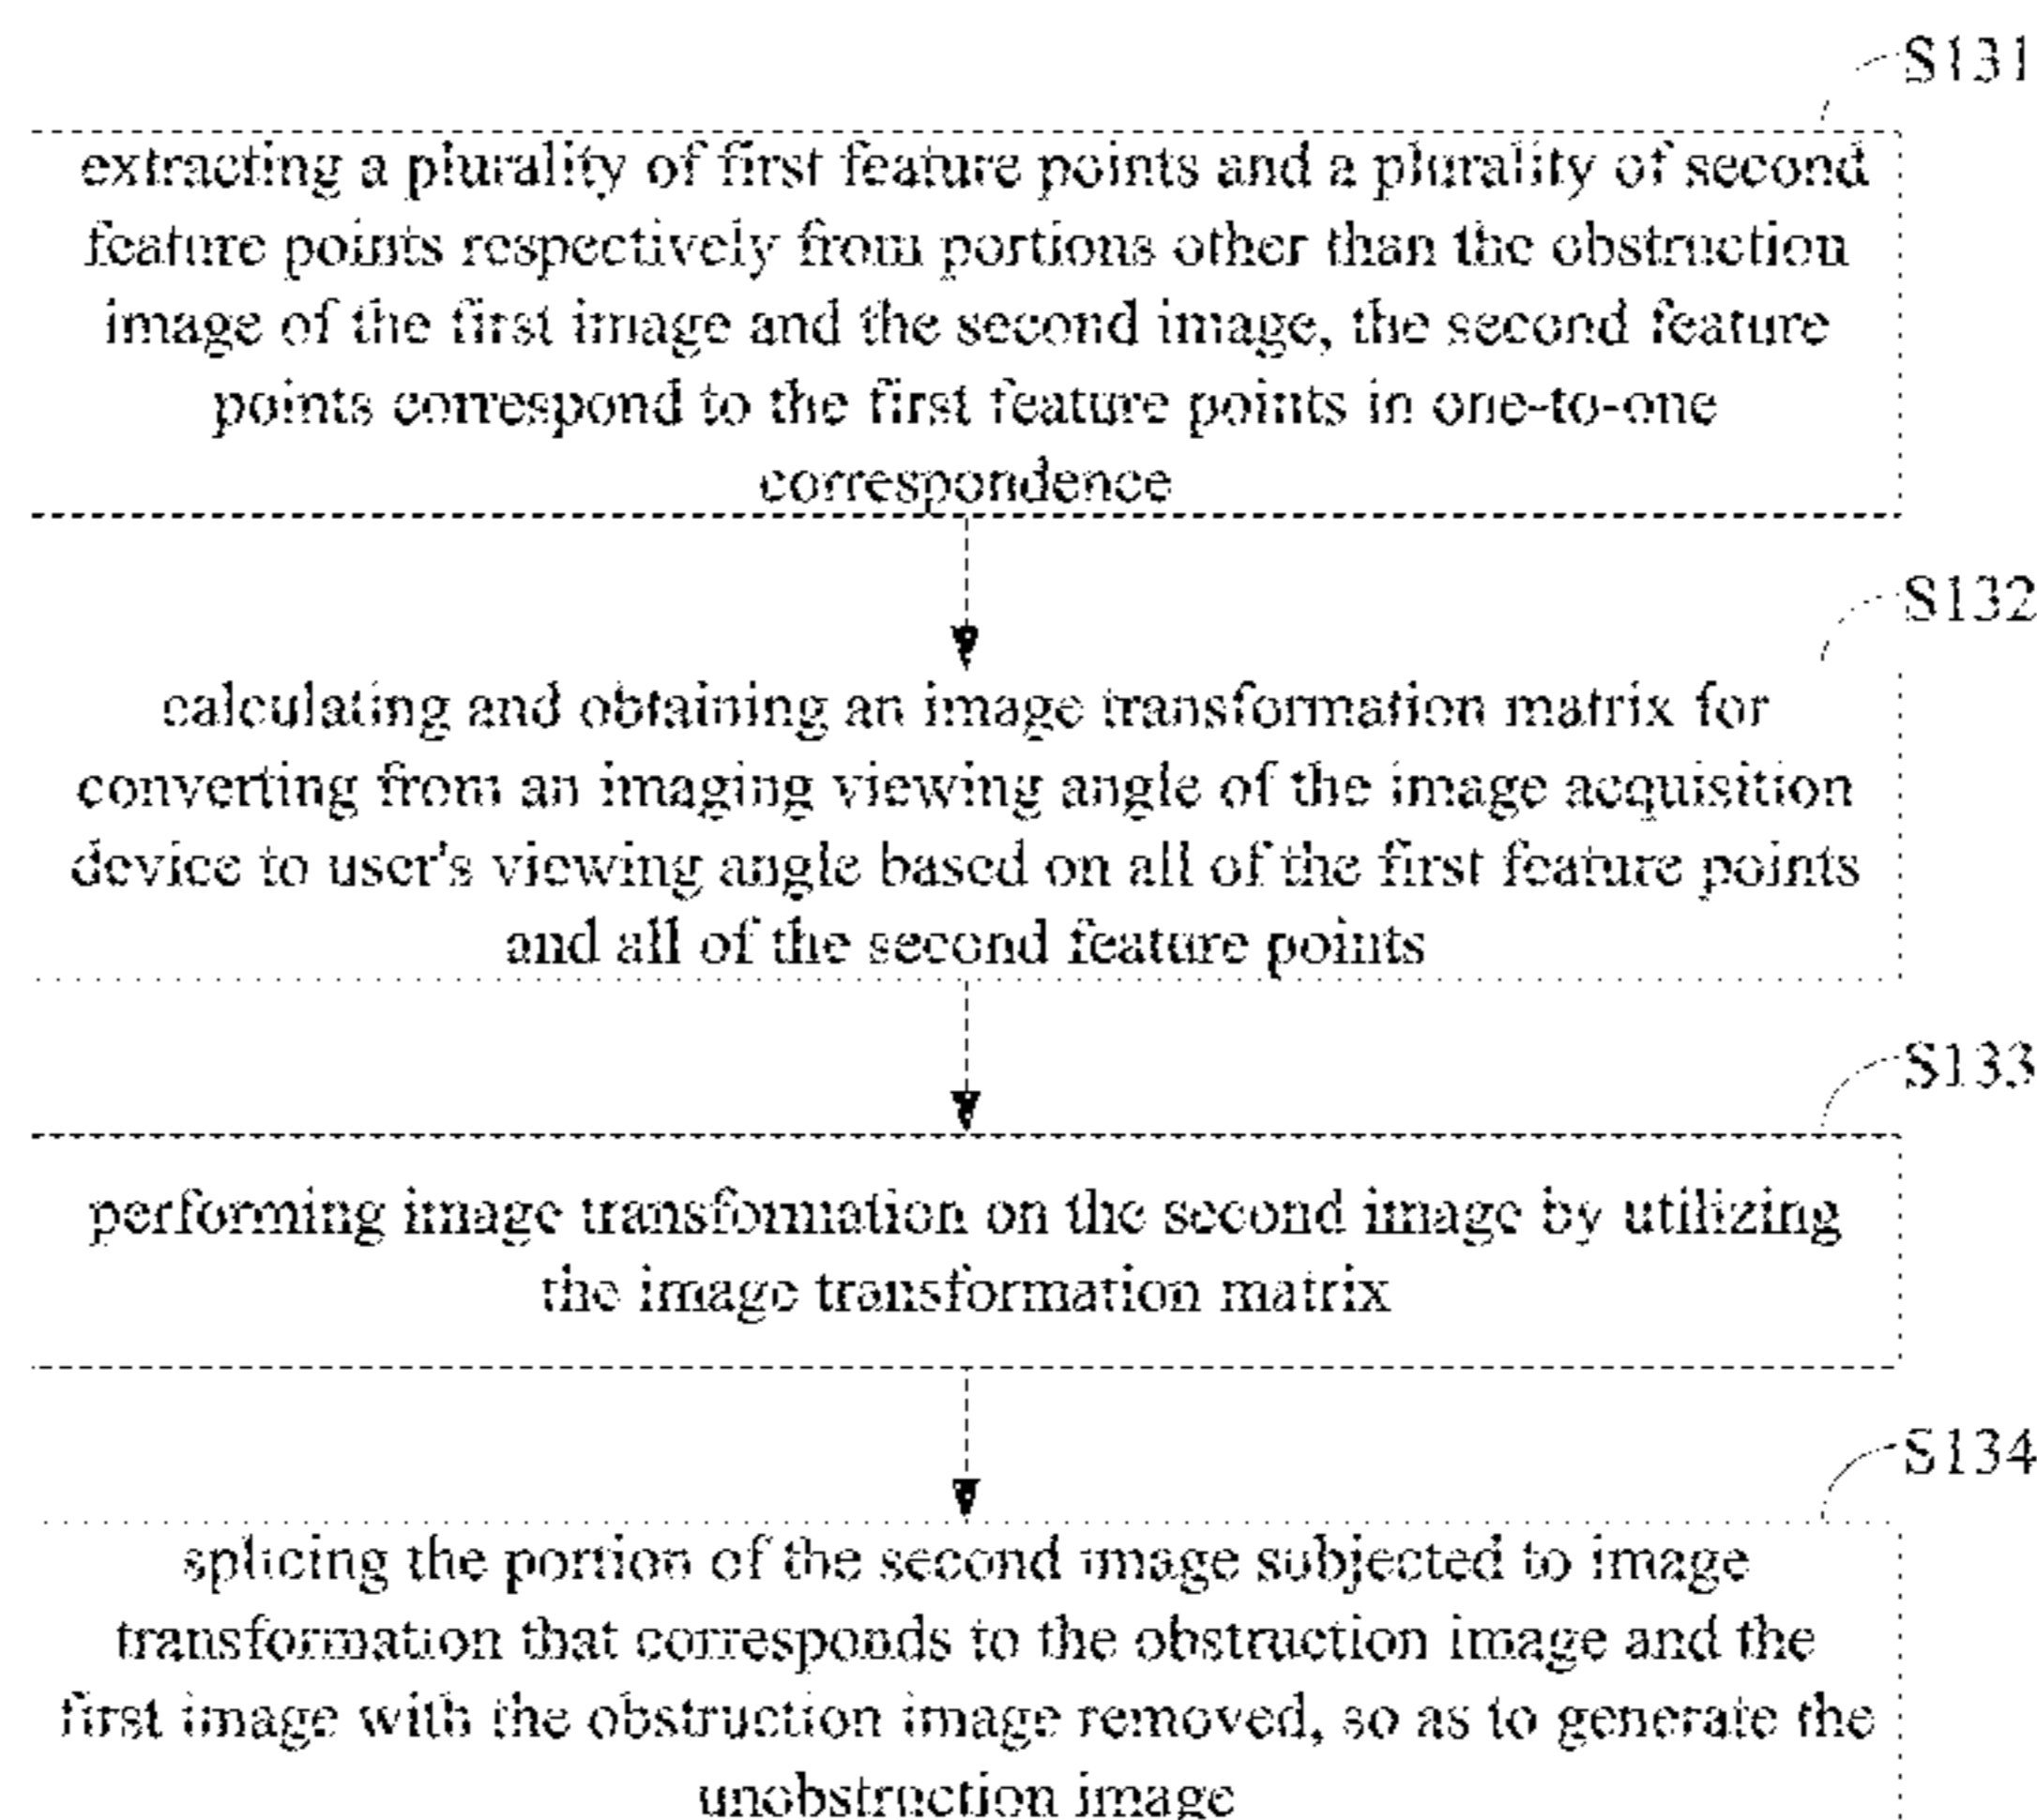 S131
extracting a plurality of first feature points and a plurality of second
feature points respectively from portions other than the obstruction
image of the first image and the second image, the second feature
points correspond to the first feature points in one-to-one
correspondence
S132
calculating and obtaining an image transformation matrix for
converting from an imaging viewing angle of the image acquisition
device to user's viewing angle based on all of the first feature points
and all of the second feature points
S133
performing image transformation on the second image by utilizing
the image transformation matrix
S134
splicing the portion of the second image subjected to image
transformation that corresponds to the obstruction image and the
first image with the obstruction image removed, so as to generate the
unobstruction image